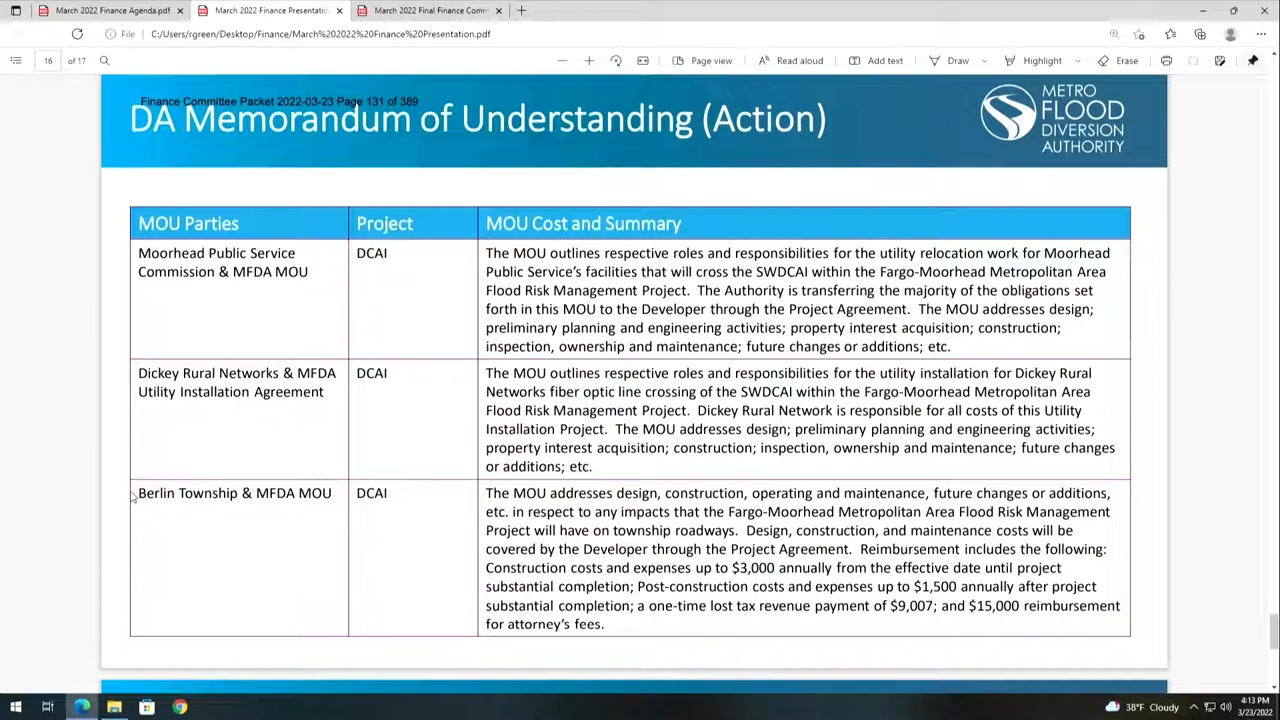 March 2022 Finance Agenda.pdf
March 2022 Finance Presentatio
March 2022 Final Finance Comm
File
C:/Users/rgreen/Desktop/Finance/March%202022%20Finance%20Presentation.pdf
16 of 17
Page view
Read aloud
Add text
Draw
Highlight
Erase
Finance Committee Packet 2022-03-23 Page 131 of 389
DA Memorandum of Understanding (Action)
METRO
FLOOD
DIVERSION
AUTHORITY
MOU Parties
Project
MOU Cost and Summary
Moorhead Public Service
Commission & MFDA MOU
DCAI
The MOU outlines respective roles and responsibilities for the utility relocation work for Moorhead
Public Service's facilities that will cross the SWDCAI within the Fargo-Moorhead Metropolitan Area
Flood Risk Management Project. The Authority is transferring the majority of the obligations set
forth in this MOU to the Developer through the Project Agreement. The MOU addresses design;
preliminary planning and engineering activities; property interest acquisition; construction;
inspection, ownership and maintenance; future changes or additions; etc.
Dickey Rural Networks & MFDA
Utility Installation Agreement
DCAI
The MOU outlines respective roles and responsibilities for the utility installation for Dickey Rural
Networks fiber optic line crossing of the SWDCAI within the Fargo-Moorhead Metropolitan Area
Flood Risk Management Project. Dickey Rural Network is responsible for all costs of this Utility
Installation Project. The MOU addresses design; preliminary planning and engineering activities;
property interest acquisition; construction; inspection, ownership and maintenance; future changes
or additions; etc.
Berlin Township & MFDA MOU
DCAI
The MOU addresses design, construction, operating and maintenance, future changes or additions,
etc. in respect to any impacts that the Fargo-Moorhead Metropolitan Area Flood Risk Management
Project will have on township roadways. Design, construction, and maintenance costs will be
covered by the Developer through the Project Agreement. Reimbursement includes the following:
Construction costs and expenses up to $3,000 annually from the effective date until project
substantial completion; Post-construction costs and expenses up to $1,500 annually after project
substantial completion; a one-time lost tax revenue payment of $9,007; and $15,000 reimbursement
for attorney's fees.
38°F Cloudy
4:13 PM
3/23/2022